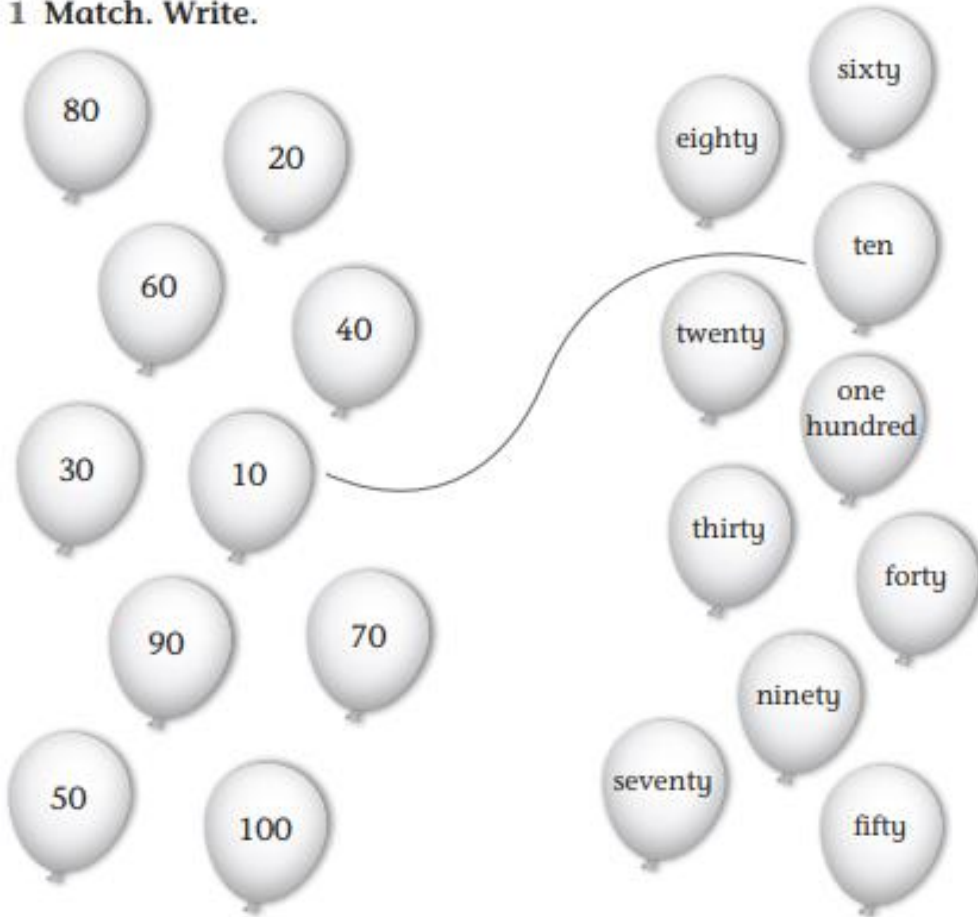 1 Match. Write.
80
20
60
40
30
10
90
70
50
100
sixty
eighty
ten
twenty
one
hundred
thirty
forty
ninety
seventy
fifty